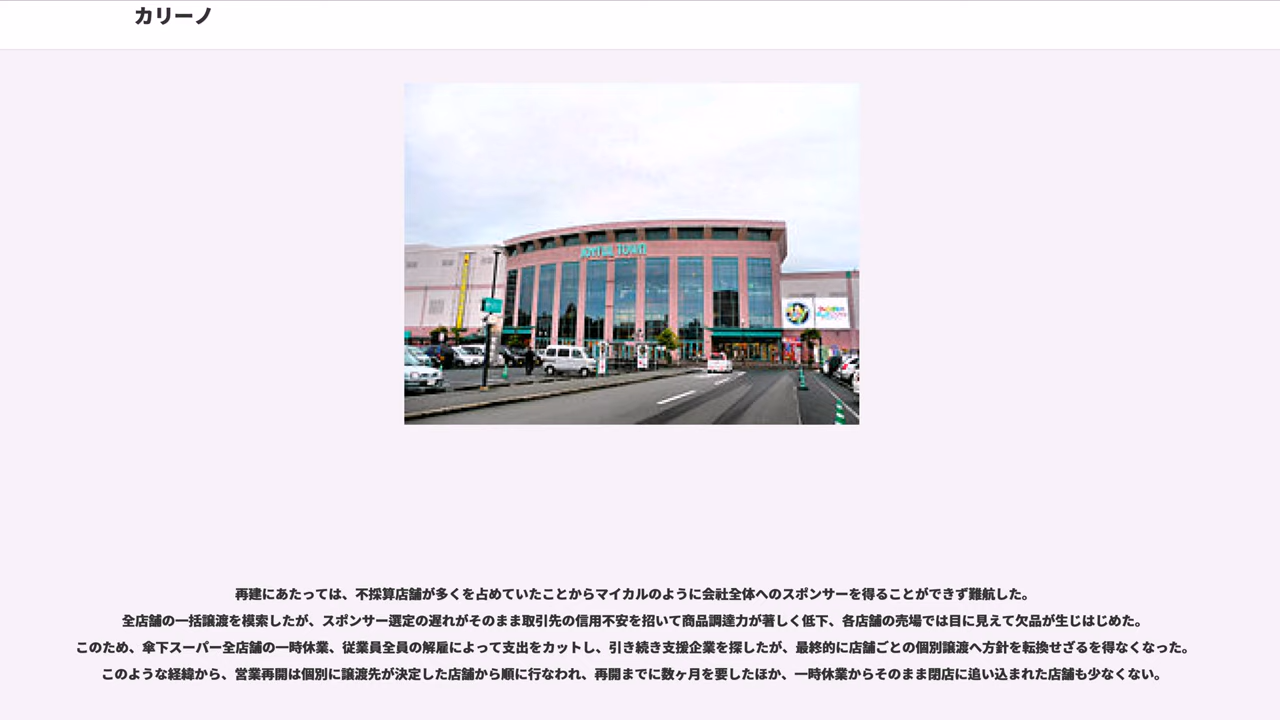 カリーノ
TOWN
再建にあたっては、不採算店舗が多くを占めていたことからマイカルのように会社全体へのスポンサーを得ることができず難航した。
全店舗の一括譲渡を模索したが、スポンサー選定の遅れがそのまま取引先の信用不安を招いて商品調達力が著しく低下、各店舗の売場では目に見えて欠品が生じはじめた。
このため、傘下スーパー全店舗の一時休業、従業員全員の解雇によって支出をカットし、引き続き支援企業を探したが、最終的に店舗ごとの個別譲渡へ方針を転換せざるを得なくなった。
このような経緯から、営業再開は個別に譲渡先が決定した店舗から順に行なわれ、再開までに数ヶ月を要したほか、一時休業からそのまま閉店に追い込まれた店舗も少なくない。